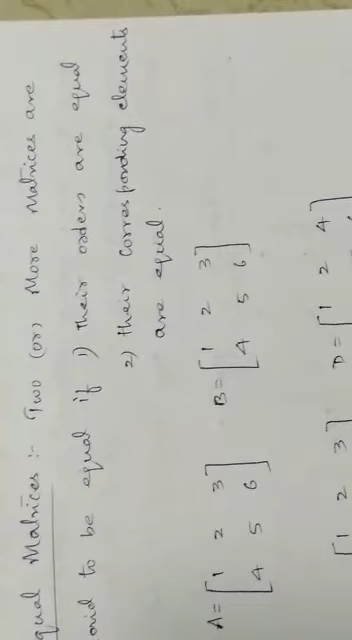 qual Matrices :- Two (or) More Matrices are
said to be equal if 1) their orders are equal
2) their corresponding elements
are equal.
A = [1 2 3 B = [1 2 3]
4 5 6] 4 5 6]
[1 2 3] D = [1 2 4]